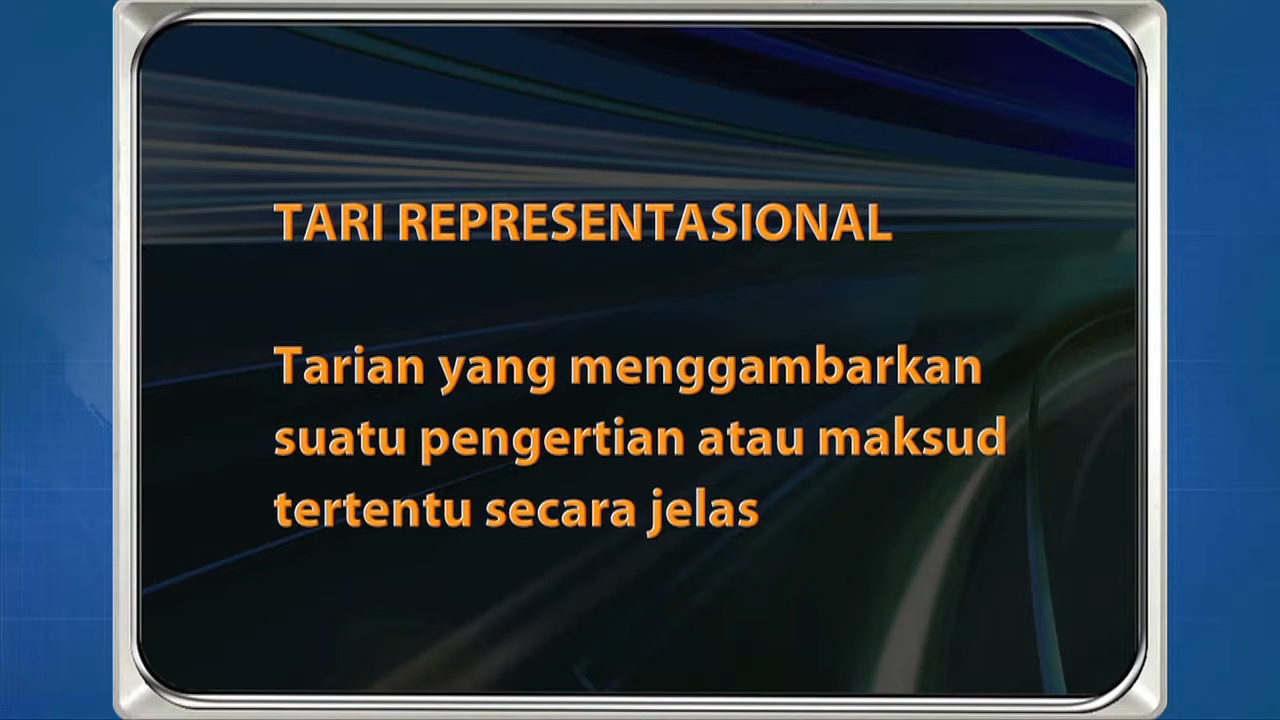 TARI REPRESENTASIONAL
Tarian yang menggambarkan
suatu pengertian atau maksud
tertentu secara jelas